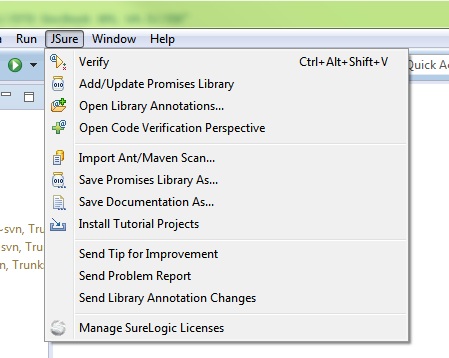 Run JSure Window Help
Verify Ctrl+Alt+Shift+V
Quick Ac
Add/Update Promises Library
Open Library Annotations...
Open Code Verification Perspective
Import Ant/Maven Scan...
Save Promises Library As...
Save Documentation As...
Install Tutorial Projects
~svn, Tru
svn, Trun
n, Trunk
Send Tip for Improvement
Send Problem Report
Send Library Annotation Changes
Manage SureLogic Licenses